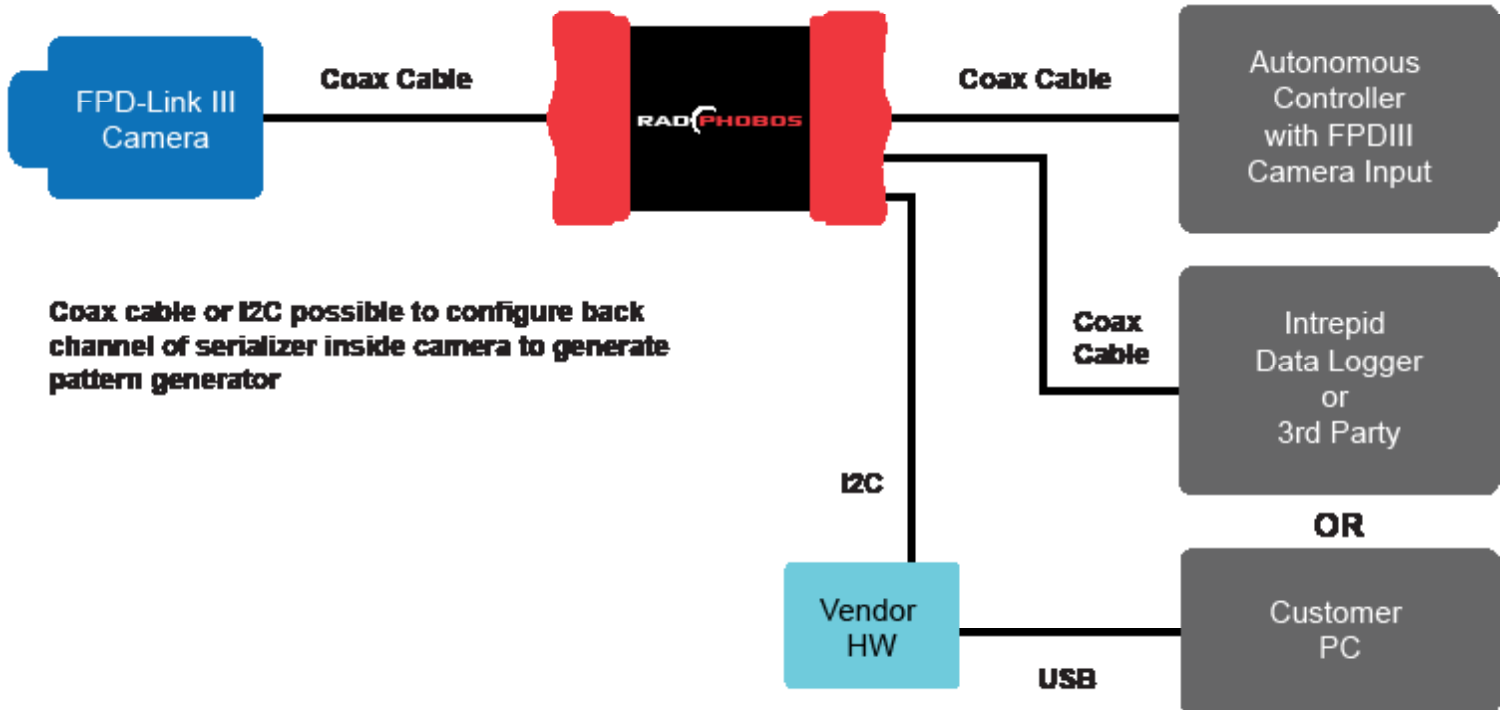 FPD-Link III
Camera
Coax Cable
RAD PHOBOS
Coax Cable
Autonomous
Controller
with FPDIII
Camera Input
Coax cable or I2C possible to configure back
channel of serializer inside camera to generate
pattern generator
Coax
Cable
Intrepid
Data Logger
or
3rd Party
I2C
OR
Vendor
HW
USB
Customer
PC